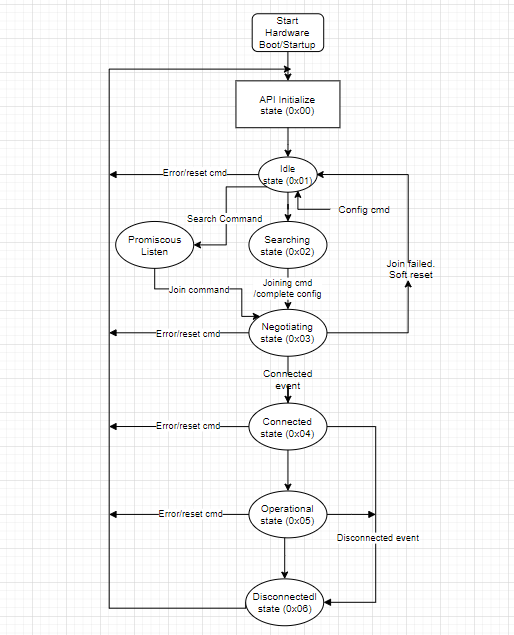 Start
Hardware
Boot/Startup
API Initialize
state (0x00)
Idle
state (0x01)
Error/reset cmd
Config cmd
Search Command
Promiscous
Listen
Searching
state (0x02)
Join failed.
Soft reset
Joining cmd
/complete config
Join command
Negotiating
state (0x03)
Error/reset cmd
Connected
event
Connected
state (0x04)
Error/reset cmd
Operational
state (0x05)
Error/reset cmd
Disconnected event
Disconnectedl
state (0x06)